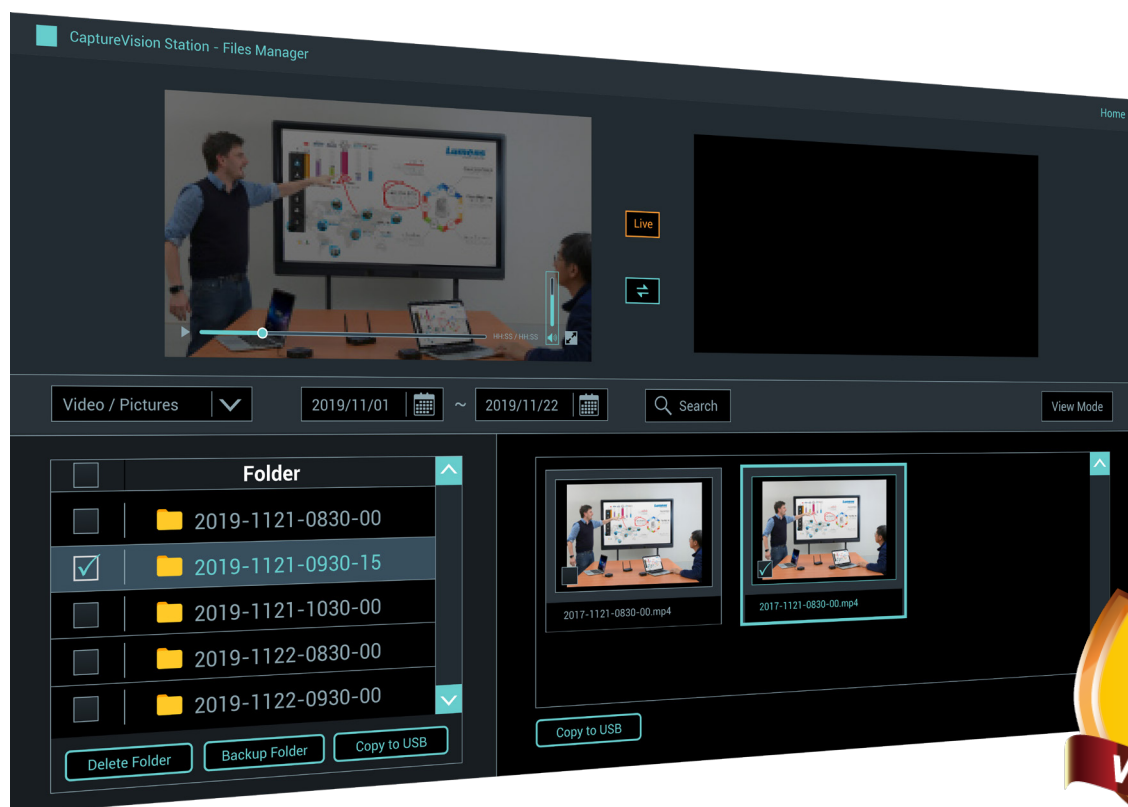 CaptureVision Station - Files Manager
Home
Lumens
Live
HH:SS / HH:SS
Video / Pictures
2019/11/01 ~ 2019/11/22
Search
View Mode
Folder
2019-1121-0830-00
2019-1121-0930-15
2019-1121-1030-00
2019-1122-0830-00
2019-1122-0930-00
Delete Folder
Backup Folder
Copy to USB
2017-1121-0830-00.mp4
2017-1121-0830-00.mp4
Copy to USB